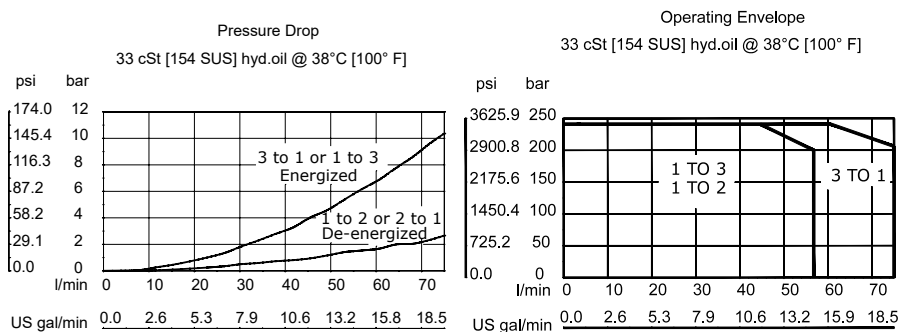 Pressure Drop
33 cSt [154 SUS] hyd.oil @ 38°C [100° F]
psi bar
174.0 12
145.4 10
116.3 8
87.2 6
58.2 4
29.1 2
0.0 0
3 to 1 or 1 to 3
Energized
1 to 2 or 2 to 1
De-energized
l/min 10 20 30 40 50 60 70
US gal/min 0.0 2.6 5.3 7.9 10.6 13.2 15.8 18.5
Operating Envelope
33 cSt [154 SUS] hyd.oil @ 38°C [100° F]
psi bar
3625.9 250
2900.8 200
2175.6 150
1450.4 100
725.2 50
0.0 0
1 TO 3
1 TO 2
3 TO 1
l/min 0 10 20 30 40 50 60 70
US gal/min 0.0 2.6 5.3 7.9 10.6 13.2 15.9 18.5